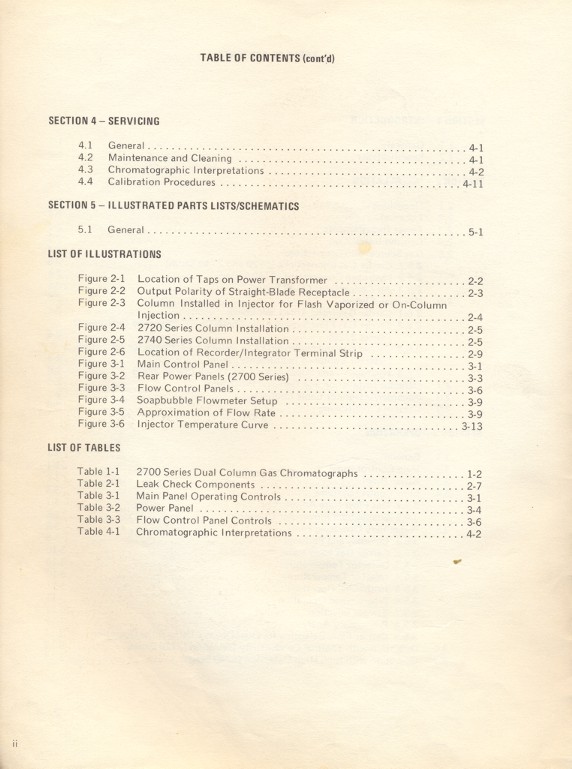 TABLE OF CONTENTS (cont'd)
SECTION 4 – SERVICING
4.1 General . . . . . . . . . . . . . . . . . . . . 4-1
4.2 Maintenance and Cleaning . . . . . . . . . . . . . . . . . . . . 4-1
4.3 Chromatographic Interpretations . . . . . . . . . . . . . . . . . . . . 4-2
4.4 Calibration Procedures . . . . . . . . . . . . . . . . . . . . 4-11
SECTION 5 – ILLUSTRATED PARTS LISTS/SCHEMATICS
5.1 General . . . . . . . . . . . . . . . . . . . . 5-1
LIST OF ILLUSTRATIONS
Figure 2-1 Location of Taps on Power Transformer . . . . . . . . . . . . . . . . . . . . 2-2
Figure 2-2 Output Polarity of Straight-Blade Receptacle . . . . . . . . . . . . . . . . . . . . 2-3
Figure 2-3 Column Installed in Injector for Flash Vaporized or On-Column
Injection . . . . . . . . . . . . . . . . . . . . 2-4
Figure 2-4 2720 Series Column Installation . . . . . . . . . . . . . . . . . . . . 2-5
Figure 2-5 2740 Series Column Installation . . . . . . . . . . . . . . . . . . . . 2-5
Figure 2-6 Location of Recorder/Integrator Terminal Strip . . . . . . . . . . . . . . . . . . . . 2-9
Figure 3-1 Main Control Panel . . . . . . . . . . . . . . . . . . . . 3-1
Figure 3-2 Rear Power Panels (2700 Series) . . . . . . . . . . . . . . . . . . . . 3-3
Figure 3-3 Flow Control Panels . . . . . . . . . . . . . . . . . . . . 3-6
Figure 3-4 Soapbubble Flowmeter Setup . . . . . . . . . . . . . . . . . . . . 3-9
Figure 3-5 Approximation of Flow Rate . . . . . . . . . . . . . . . . . . . . 3-9
Figure 3-6 Injector Temperature Curve . . . . . . . . . . . . . . . . . . . . 3-13
LIST OF TABLES
Table 1-1 2700 Series Dual Column Gas Chromatographs . . . . . . . . . . . . . . . . . . . . 1-2
Table 2-1 Leak Check Components . . . . . . . . . . . . . . . . . . . . 2-7
Table 3-1 Main Panel Operating Controls . . . . . . . . . . . . . . . . . . . . 3-1
Table 3-2 Power Panel . . . . . . . . . . . . . . . . . . . . 3-4
Table 3-3 Flow Control Panel Controls . . . . . . . . . . . . . . . . . . . . 3-6
Table 4-1 Chromatographic Interpretations . . . . . . . . . . . . . . . . . . . . 4-2
ii